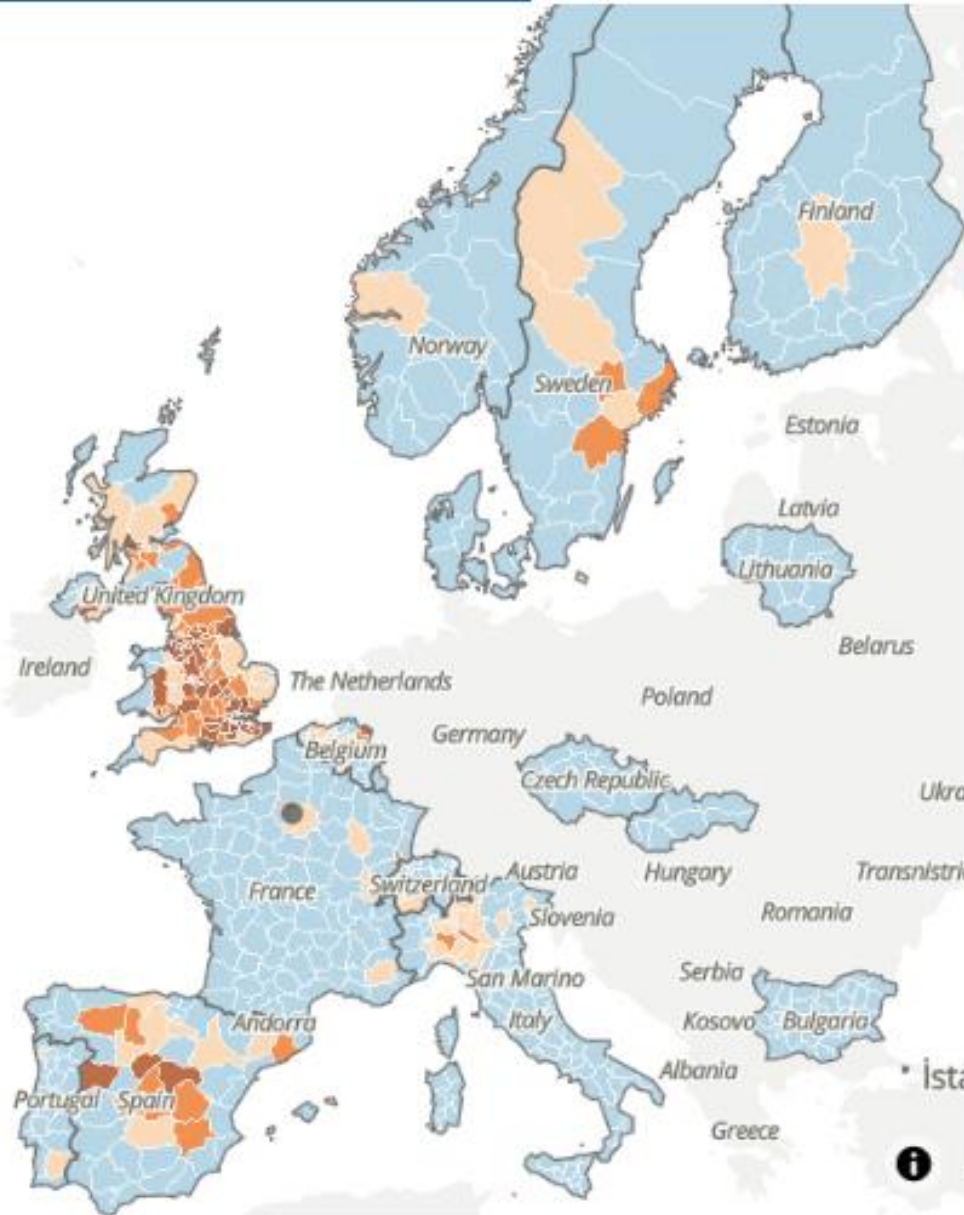 Finland
Norway
Sweden
Estonia
Latvia
Lithuania
United Kingdom
Belarus
Ireland
The Netherlands
Poland
Germany
Belgium
Czech Republic
Ukra
Austria
Hungary
Transnistri
France
Switzerland
Slovenia
Romania
San Marino
Serbia
Andorra
Italy
Kosovo
Bulgaria
Albania
İsta
Portugal
Spain
Greece
i